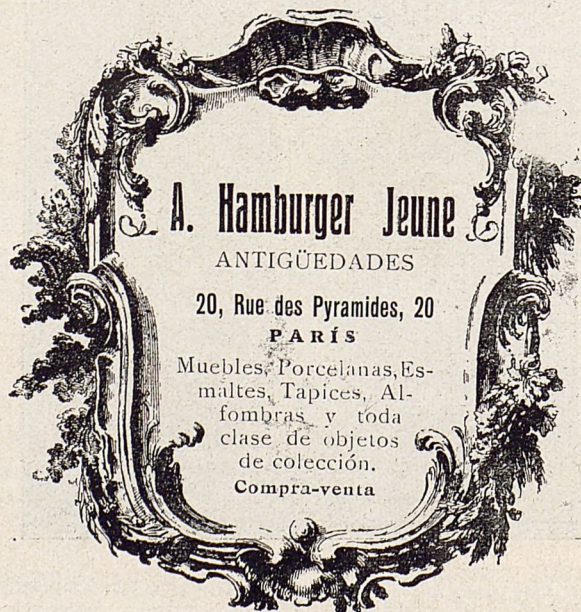 A. Hamburger Jeune
ANTIGÜEDADES
20, Rue des Pyramides, 20
PARÍS
Muebles, Porcelanas, Es-
maltes, Tapices, Al-
fombras y toda
clase de objetos
de colección.
Compra-venta